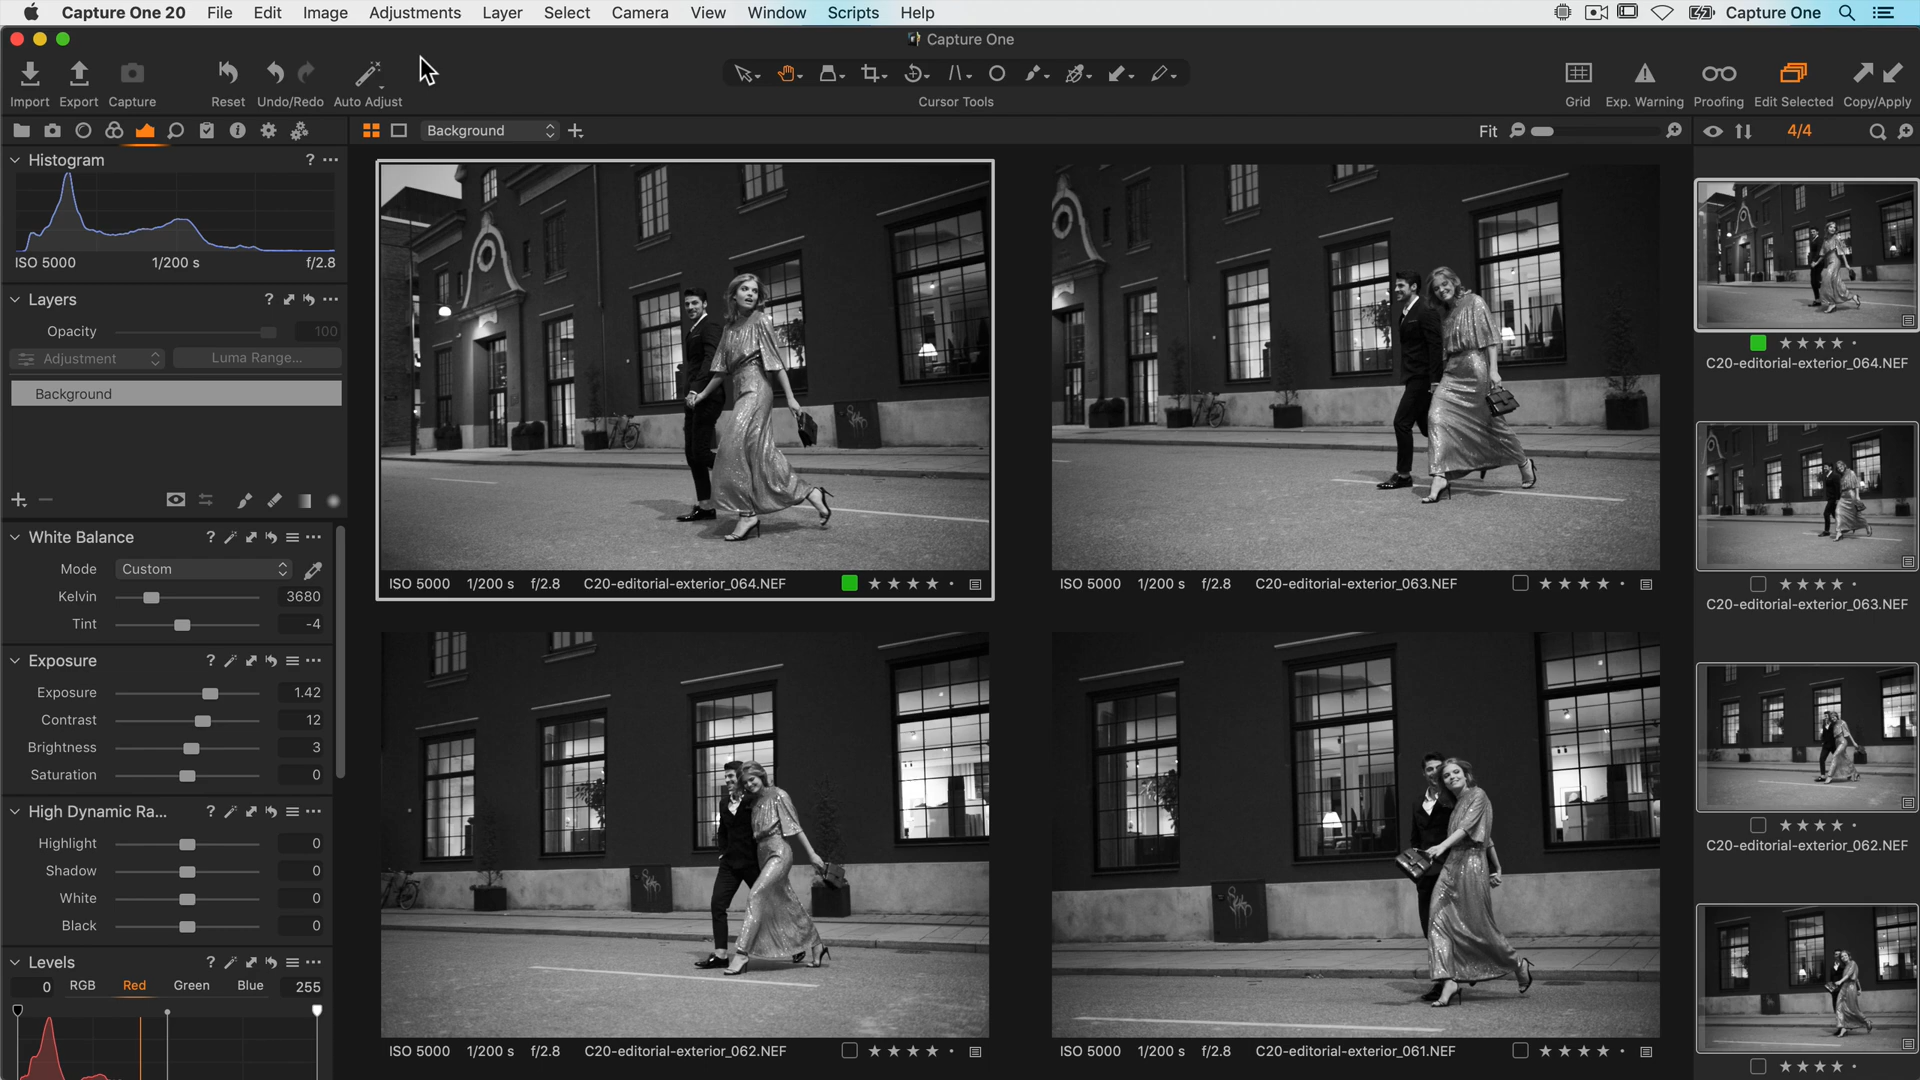 Capture One 20 File Edit Image Adjustments Layer Select Camera View Window Scripts Help Capture One
Capture One
Import Export Capture Reset Undo/Redo Auto Adjust Cursor Tools Grid Exp. Warning Proofing Edit Selected Copy/Apply
Background Fit 4/4
Histogram ?
ISO 5000 1/200 s f/2.8
Layers ?
Opacity 100
Adjustment Luma Range...
Background
White Balance ?
Mode Custom
Kelvin 3680
Tint -4
Exposure ?
Exposure 1.42
Contrast 12
Brightness 3
Saturation 0
High Dynamic Ra... ?
Highlight 0
Shadow 0
White 0
Black 0
Levels ?
0 RGB Red Green Blue 255
ISO 5000 1/200 s f/2.8 C20-editorial-exterior_064.NEF
ISO 5000 1/200 s f/2.8 C20-editorial-exterior_063.NEF
ISO 5000 1/200 s f/2.8 C20-editorial-exterior_062.NEF
ISO 5000 1/200 s f/2.8 C20-editorial-exterior_061.NEF
C20-editorial-exterior_064.NEF
C20-editorial-exterior_063.NEF
C20-editorial-exterior_062.NEF